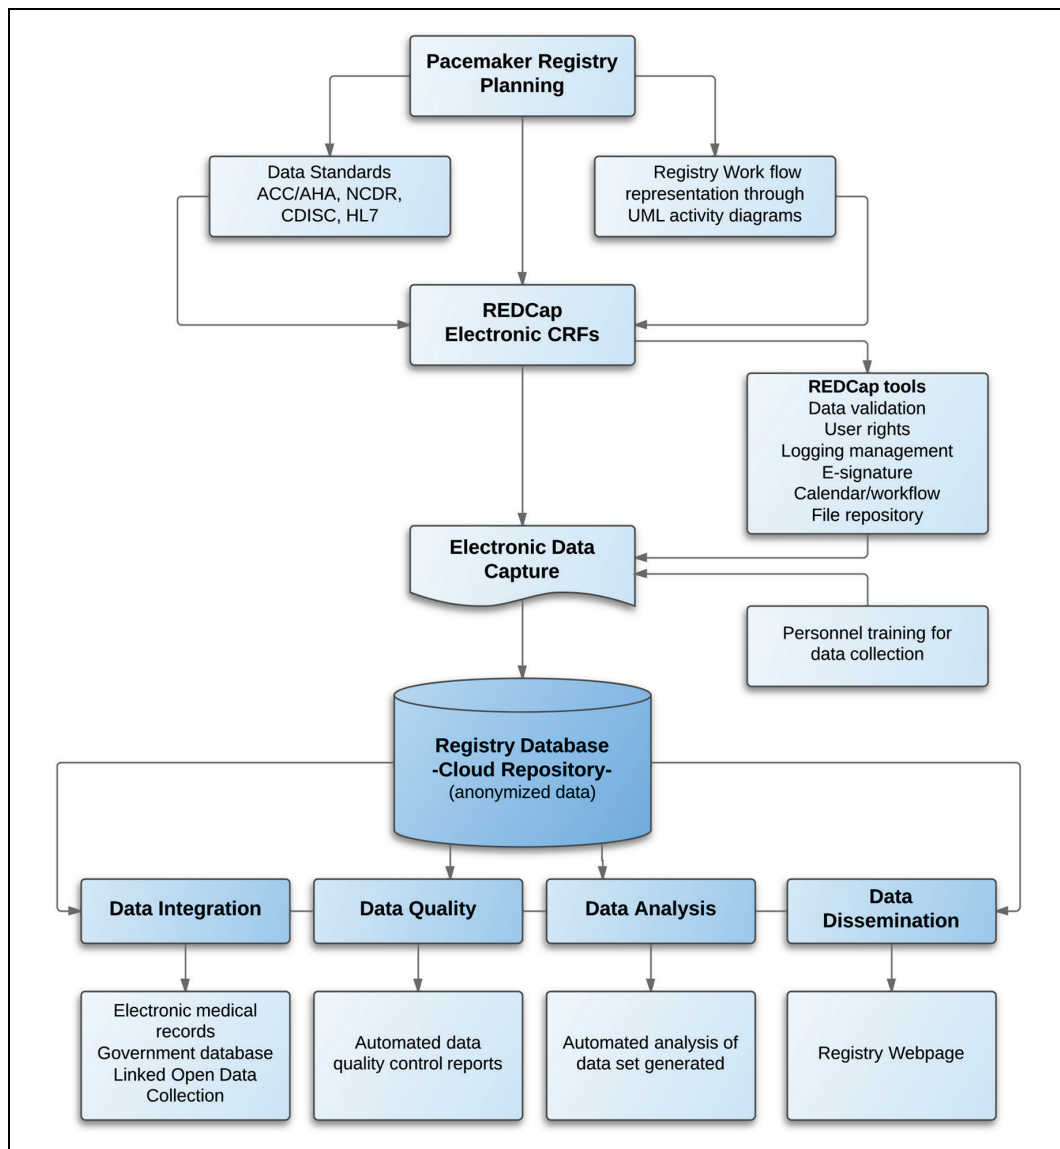 Pacemaker Registry
Planning
Data Standards
ACC/AHA, NCDR,
CDISC, HL7
Registry Work flow
representation through
UML activity diagrams
REDCap
Electronic CRFs
REDCap tools
Data validation
User rights
Logging management
E-signature
Calendar/workflow
File repository
Electronic Data
Capture
Personnel training for
data collection
Registry Database
-Cloud Repository-
(anonymized data)
Data Integration
Data Quality
Data Analysis
Data
Dissemination
Electronic medical
records
Government database
Linked Open Data
Collection
Automated data
quality control reports
Automated analysis of
data set generated
Registry Webpage